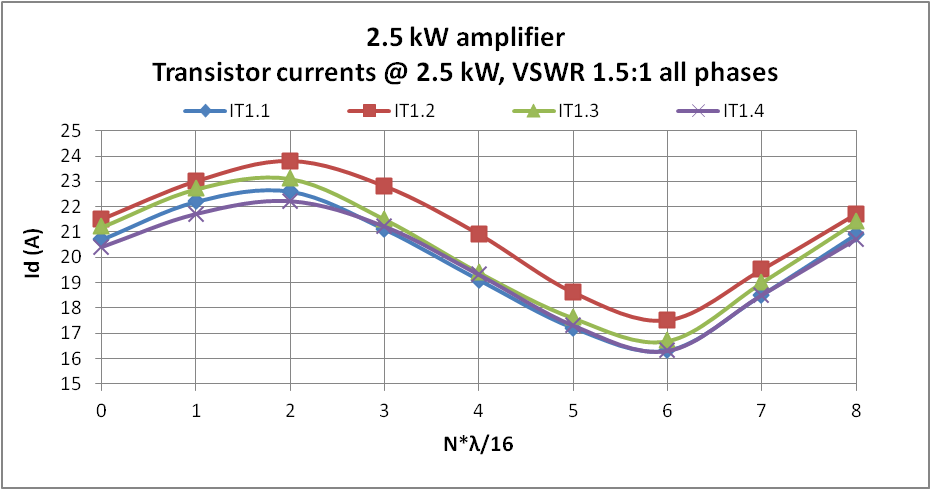 2.5 kW amplifier
Transistor currents @ 2.5 kW, VSWR 1.5:1 all phases
IT1.1 IT1.2 IT1.3 IT1.4
25
24
23
22
21
20
19
18
17
16
15
Id (A)
0 1 2 3 4 5 6 7 8
N*λ/16